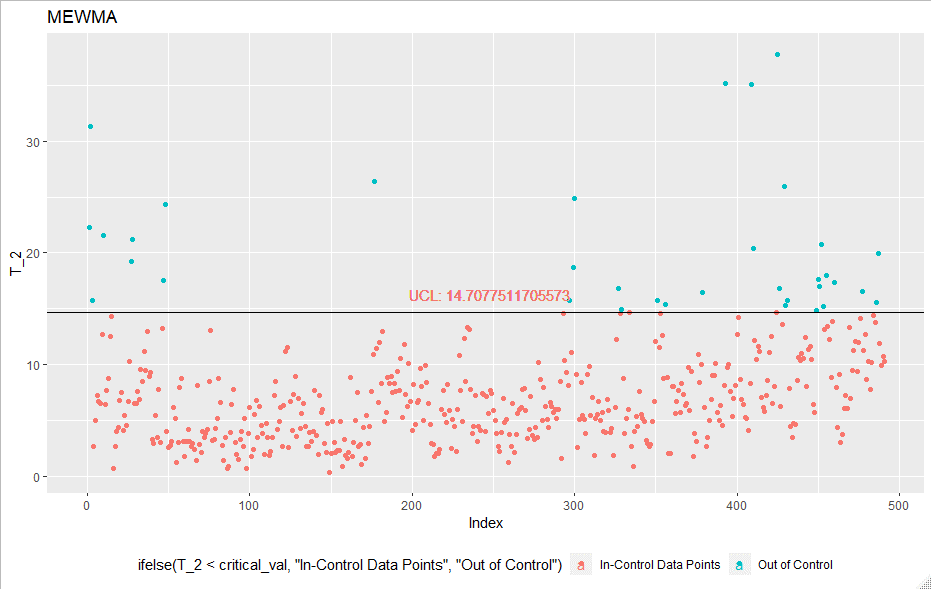 MEWMA
T_2
30
20
10
0
UCL: 14.7077511705573
0 100 200 300 400 500
Index
ifelse(T_2 < critical_val, "In-Control Data Points", "Out of Control) a In-Control Data Points a Out of Control